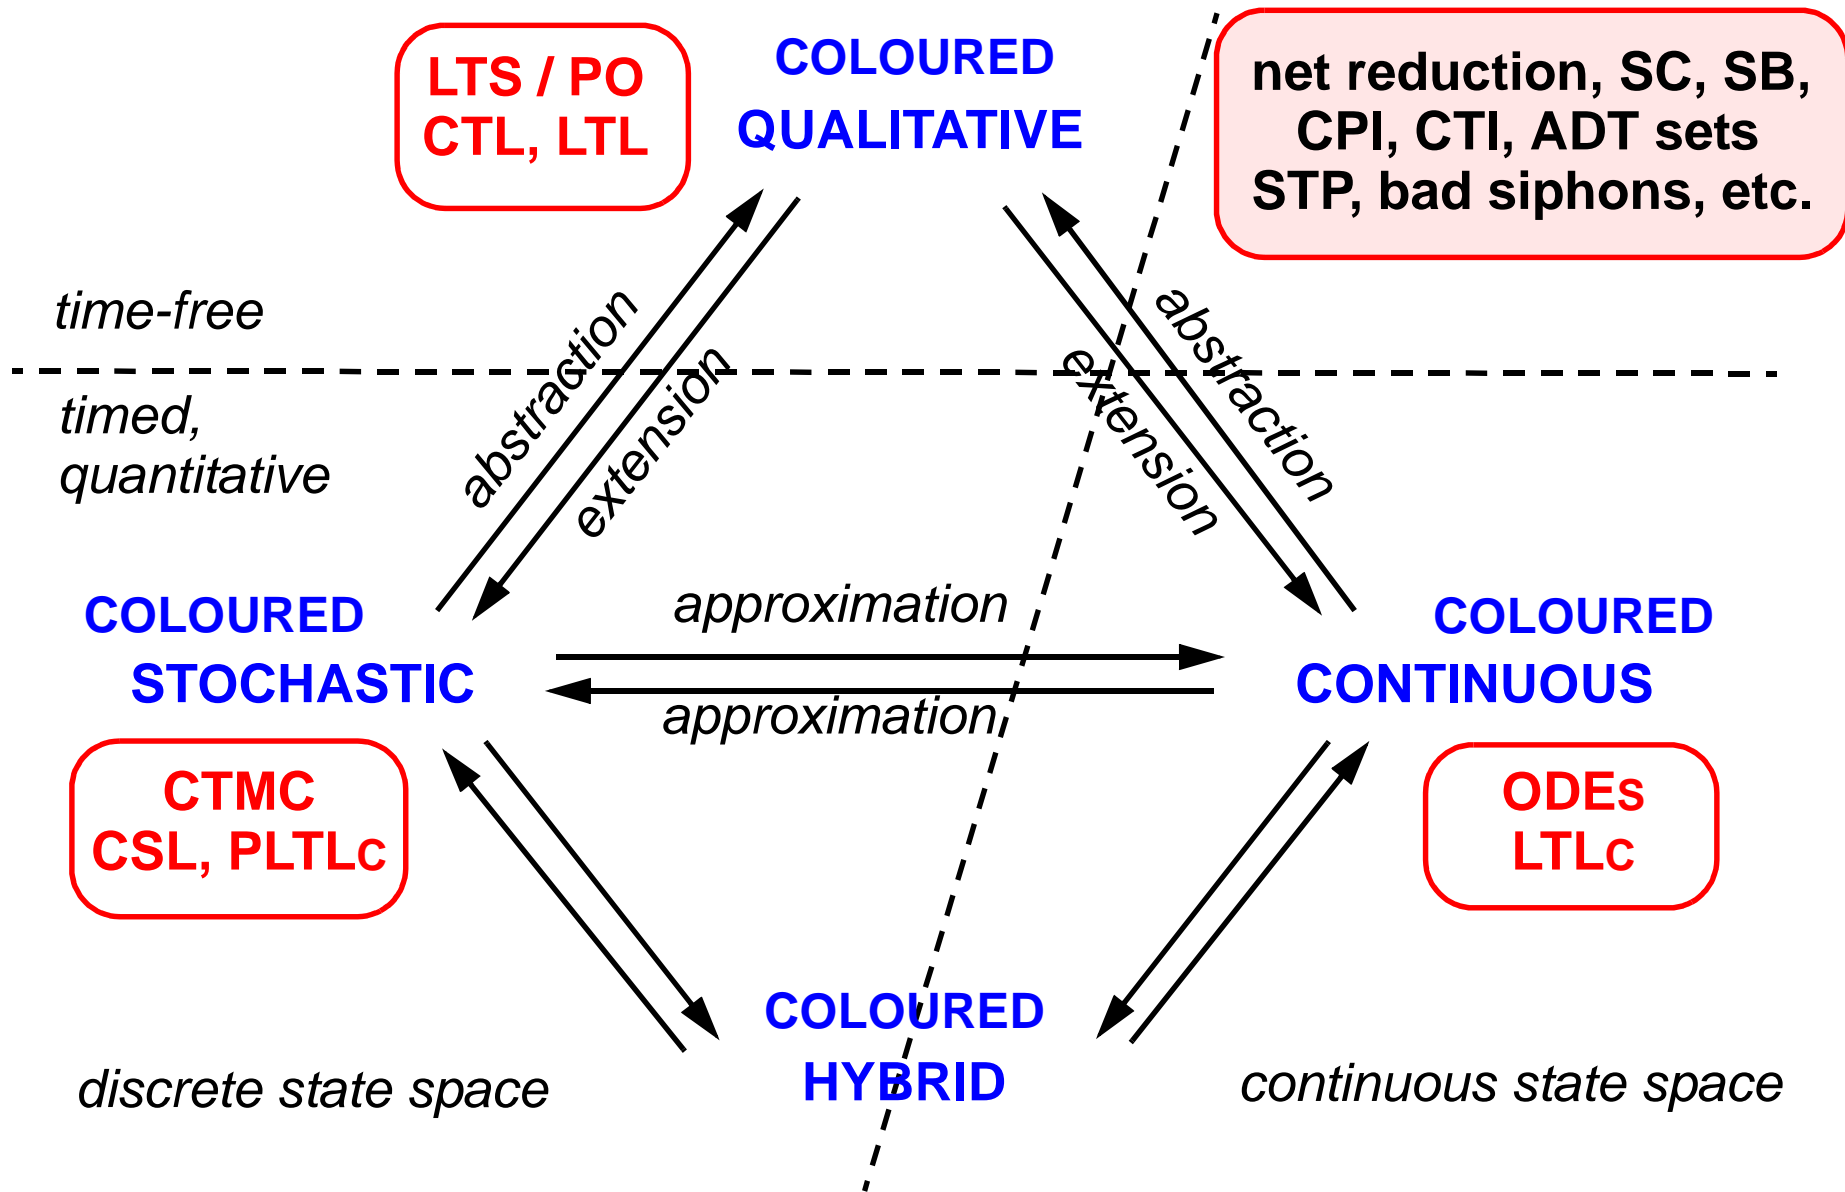 LTS / PO
CTL, LTL
COLOURED
QUALITATIVE
net reduction, SC, SB,
CPI, CTI, ADT sets
STP, bad siphons, etc.
time-free
timed,
quantitative
abstraction
extension
extension
abstraction
COLOURED
STOCHASTIC
approximation
approximation
COLOURED
CONTINUOUS
CTMC
CSL, PLTLC
ODES
LTLC
COLOURED
HYBRID
discrete state space
continuous state space